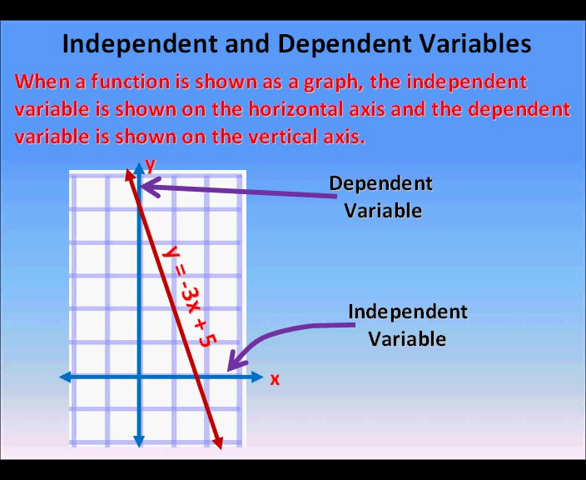 Independent and Dependent Variables
When a function is shown as a graph, the independent
variable is shown on the horizontal axis and the dependent
variable is shown on the vertical axis.
y
Dependent
Variable
y = -3x + 5
Independent
Variable
x